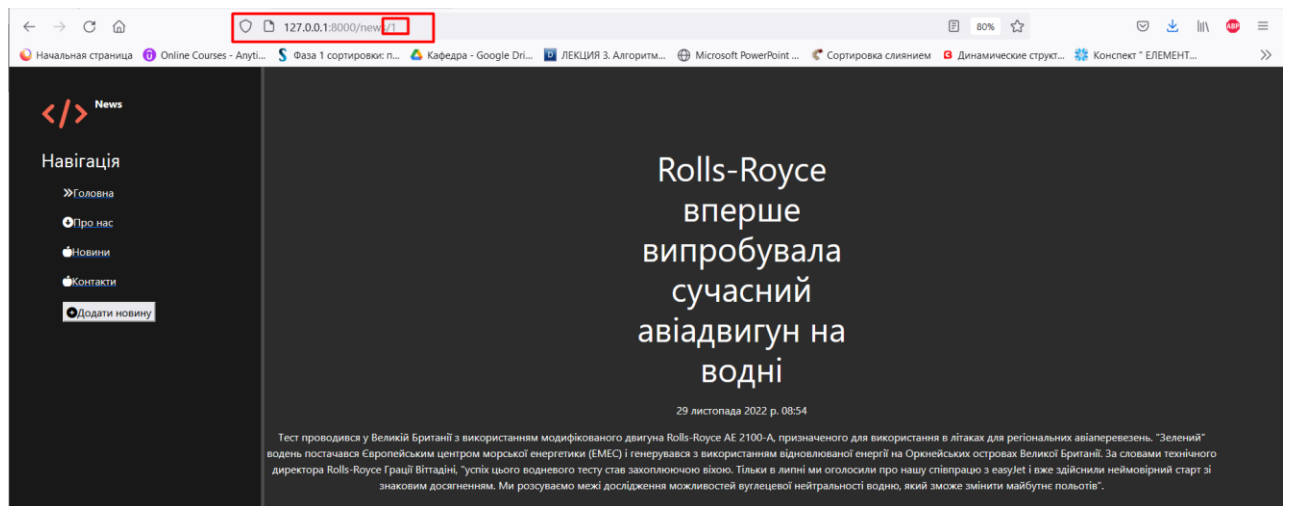 127.0.0.1:8000/news/1
80%
ABP
Начальная страница
Online Courses - Anyti...
Фаза 1 сортировки: п...
Кафедра - Google Dri...
ЛЕКЦИЯ 3. Алгоритм...
Microsoft PowerPoint ...
Сортировка слиянием
Динамические структ...
Конспект " ЕЛЕМЕНТ...
</> News
Навігація
Головна
Про нас
Новини
Контакти
Додати новину
Rolls-Royce
вперше
випробувала
сучасний
авіадвигун на
водні
29 листопада 2022 р. 08:54
Тест проводився у Великій Британії з використанням модифікованого двигуна Rolls-Royce AE 2100-A, призначеного для використання в літаках для регіональних авіаперевезень. "Зелений"
водень постачався Європейським центром морської енергетики (EMEC) і генерувався з використанням відновлюваної енергії на Оркнейських островах Великої Британії. За словами технічного
директора Rolls-Royce Грації Віттадіні, "успіх цього водневого тесту став захоплюючою віхою. Тільки в липні ми оголосили про нашу співпрацю з easyJet і вже здійснили неймовірний старт зі
знаковим досягненням. Ми розсуваємо межі дослідження можливостей вуглецевої нейтральності водню, який зможе змінити майбутнє польотів".